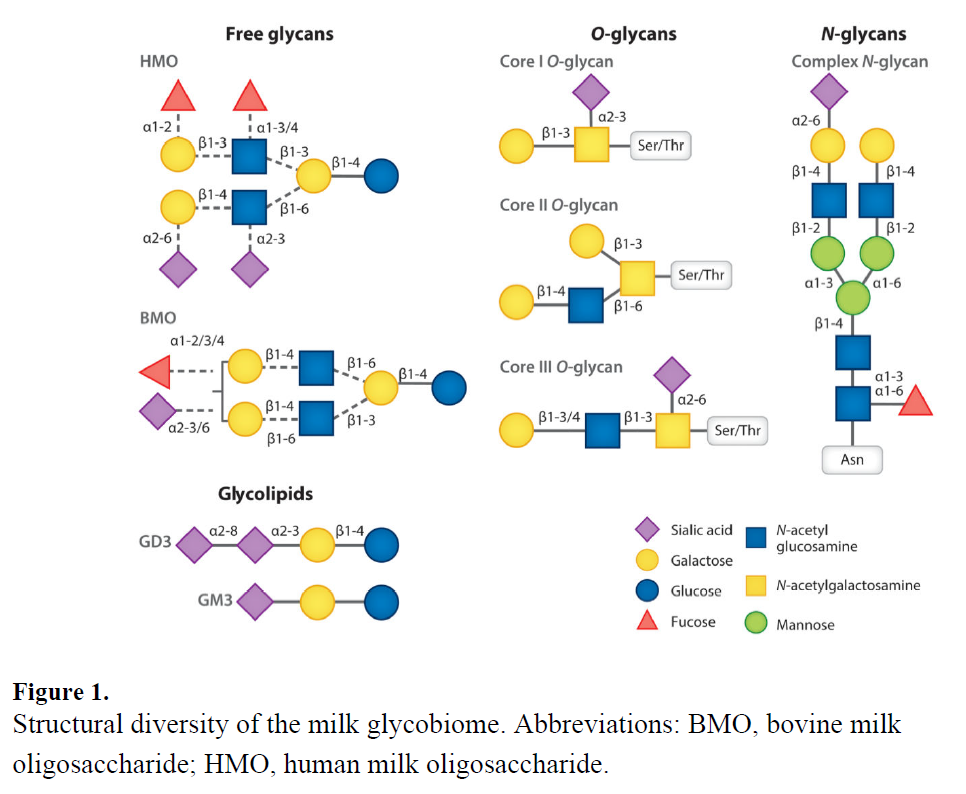 Free glycans
HMO
α1-2
α1-3/4
β1-3
β1-3
β1-4
β1-4
β1-6
α2-6
α2-3
BMO
α1-2/3/4
β1-4
β1-6
β1-4
α2-3/6
β1-4
β1-3
β1-6
Glycolipids
GD3
α2-8
α2-3
β1-4
GM3
O-glycans
Core I O-glycan
α2-3
β1-3
Ser/Thr
Core II O-glycan
β1-3
Ser/Thr
β1-4
β1-6
Core III O-glycan
α2-6
β1-3/4
β1-3
Ser/Thr
N-glycans
Complex N-glycan
α2-6
β1-4
β1-4
β1-2
β1-2
α1-3
α1-6
β1-4
α1-3
α1-6
Asn
Sialic acid
Galactose
Glucose
Fucose
N-acetyl
glucosamine
N-acetylgalactosamine
Mannose
Figure 1.
Structural diversity of the milk glycobiome. Abbreviations: BMO, bovine milk
oligosaccharide; HMO, human milk oligosaccharide.